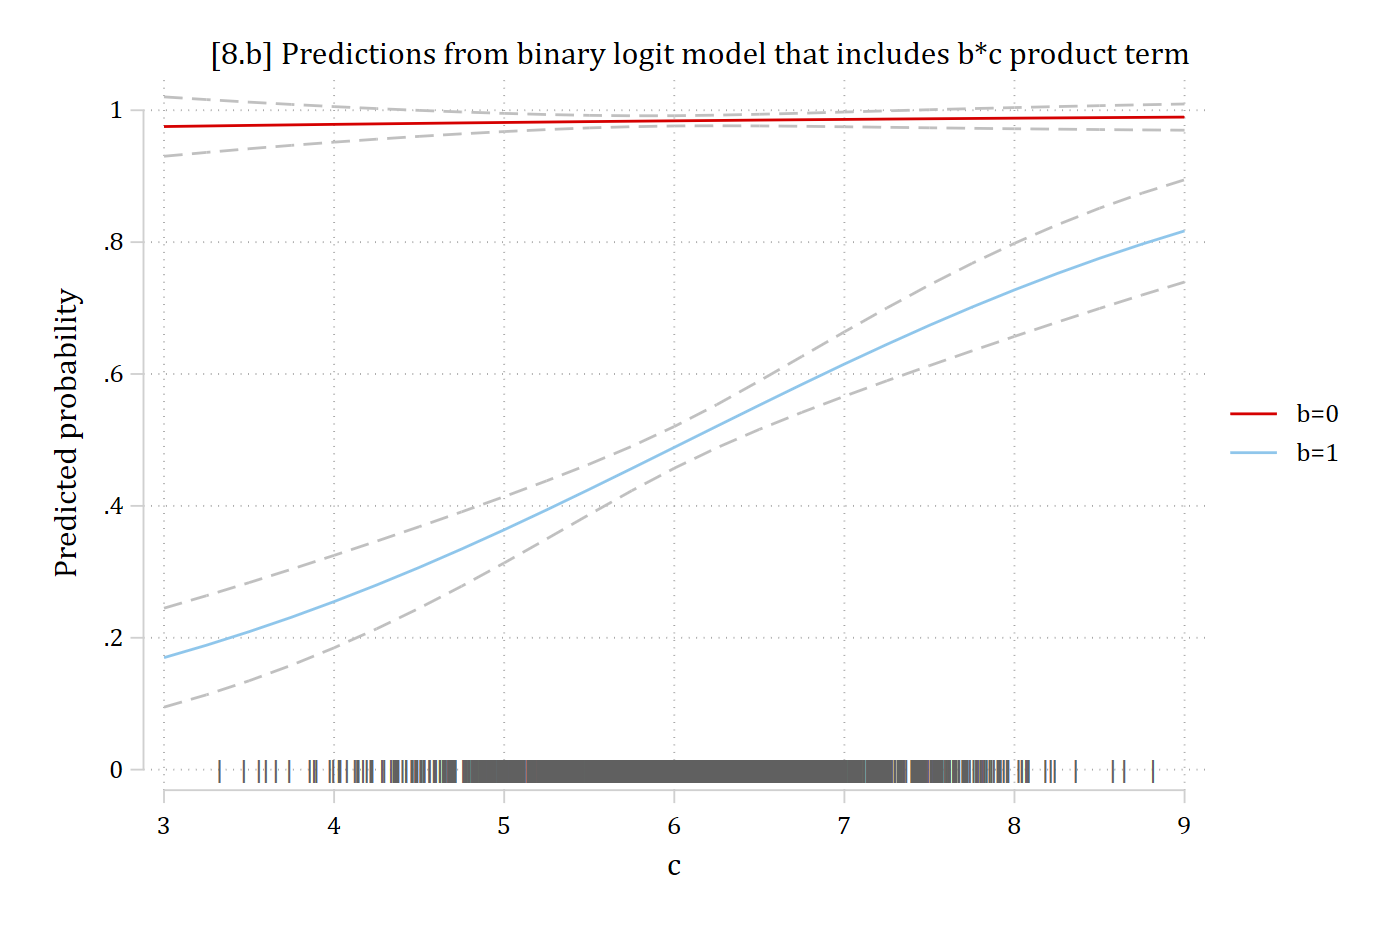 [8.b] Predictions from binary logit model that includes b*c product term
1
.8
.6
.4
.2
0
Predicted probability
3 4 5 6 7 8 9
c
b=0
b=1